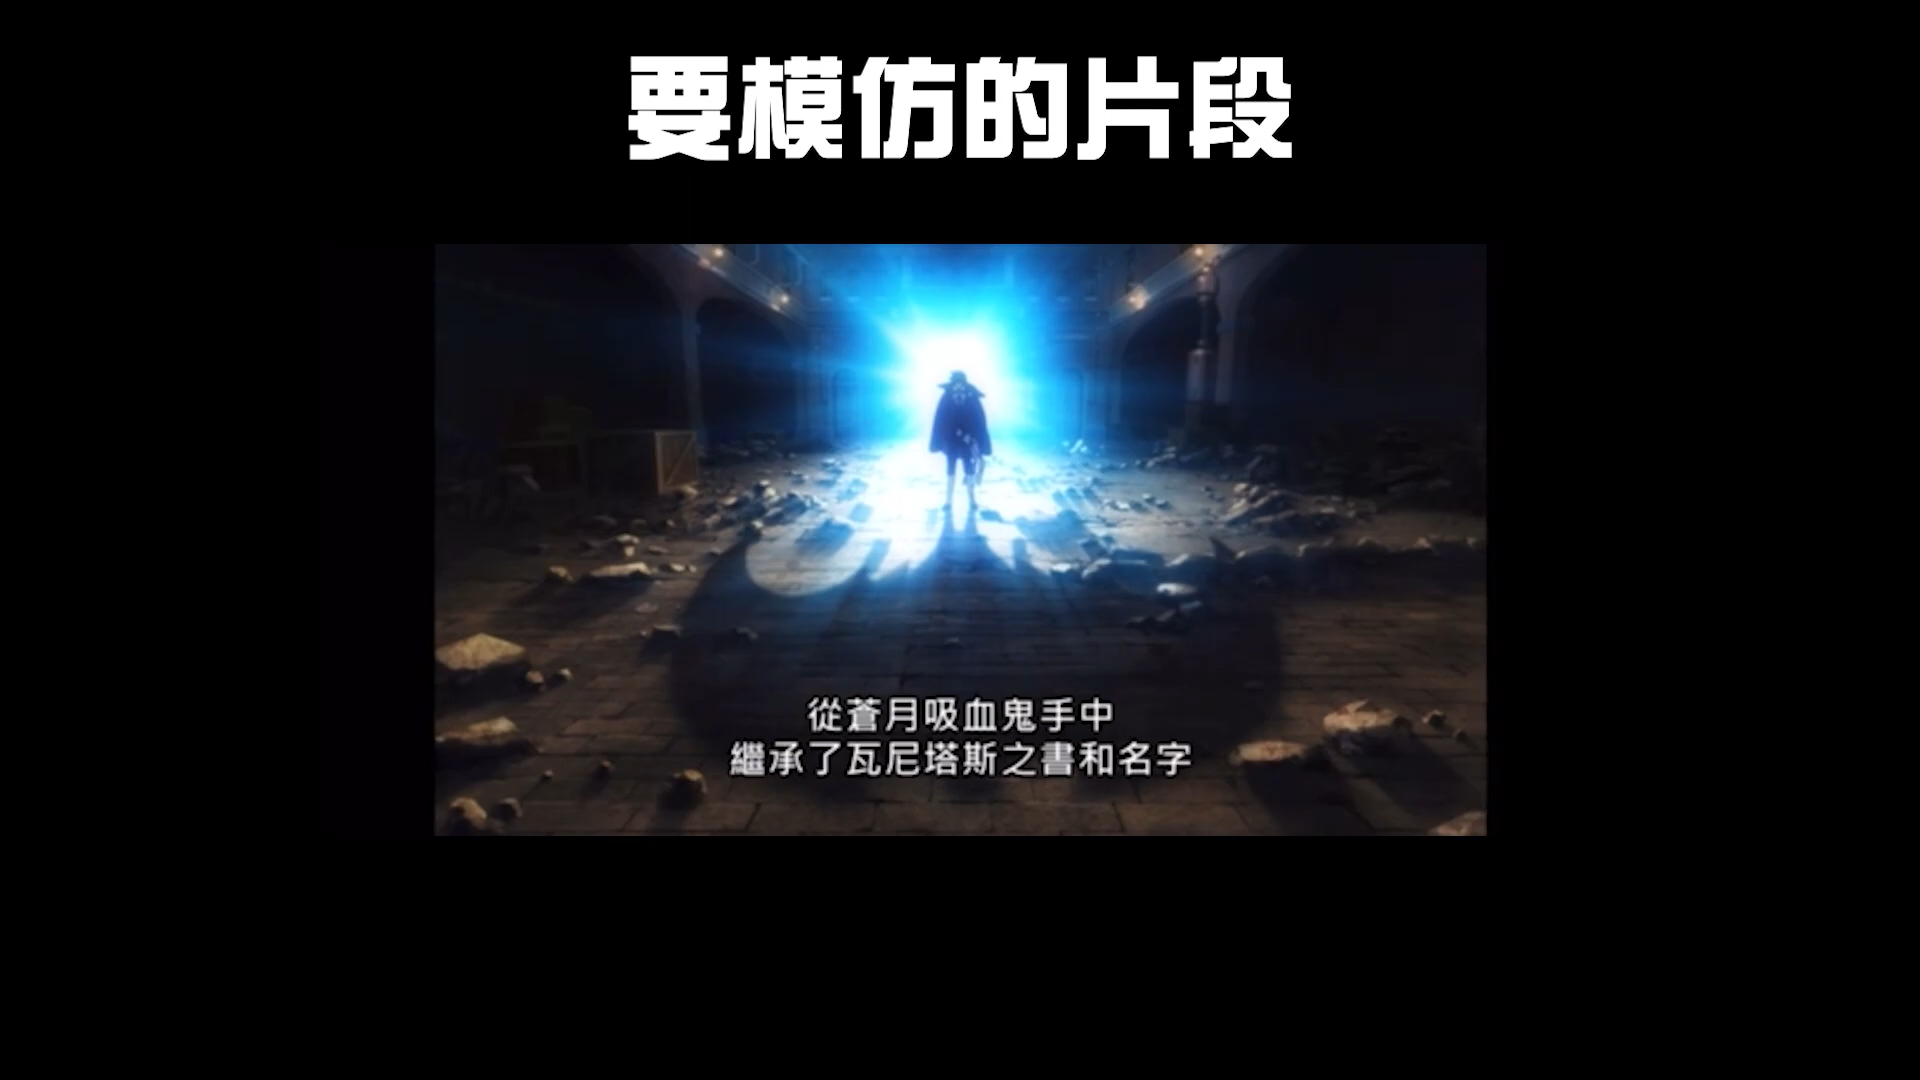 要模仿的片段
從蒼月吸血鬼手中
繼承了瓦尼塔斯之書和名字